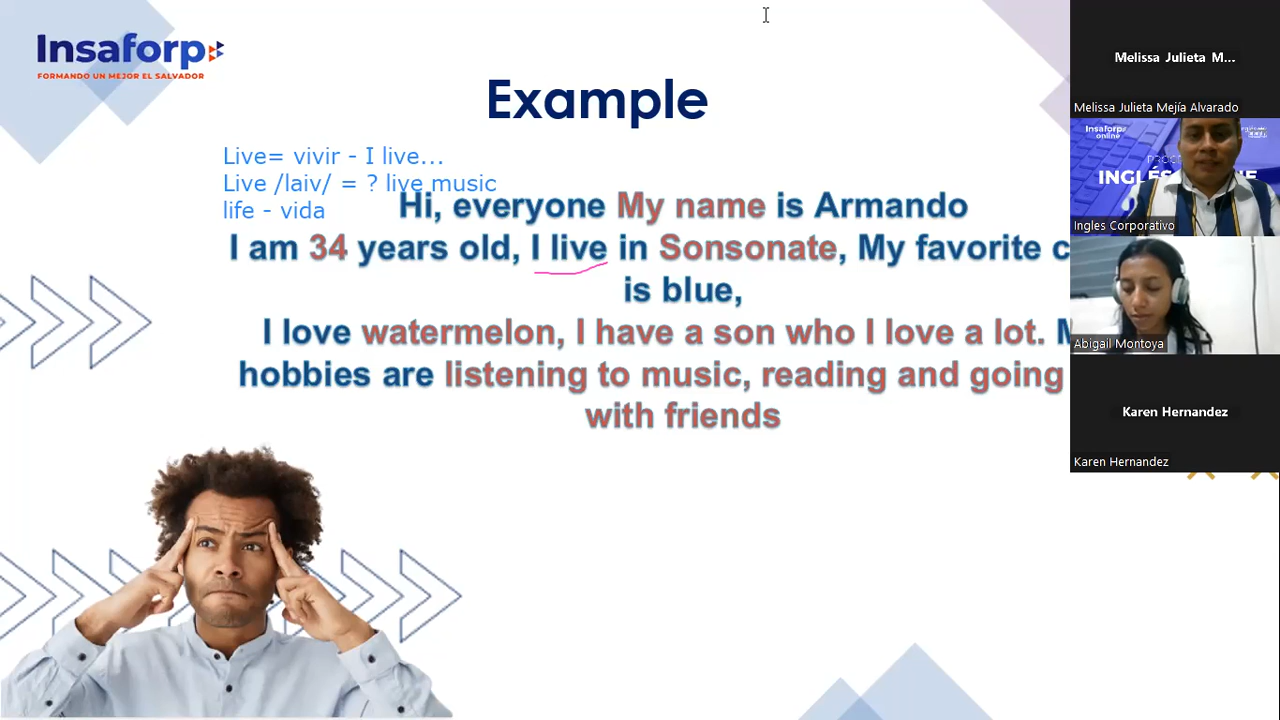 Insaforp
FORMANDO UN MEJOR EL SALVADOR
Example
Live= vivir - I live...
Live /laiv/ = ? live music
life - vida
Hi, everyone My name is Armando
I am 34 years old, I live in Sonsonate, My favorite c
is blue,
I love watermelon, I have a son who I love a lot. M
hobbies are listening to music, reading and going
with friends
Melissa Julieta M...
Melissa Julieta Mejía Alvarado
Insaforp
online
INGLÉS
NE
Ingles Corporativo
Abigail Montoya
Karen Hernandez
Karen Hernandez